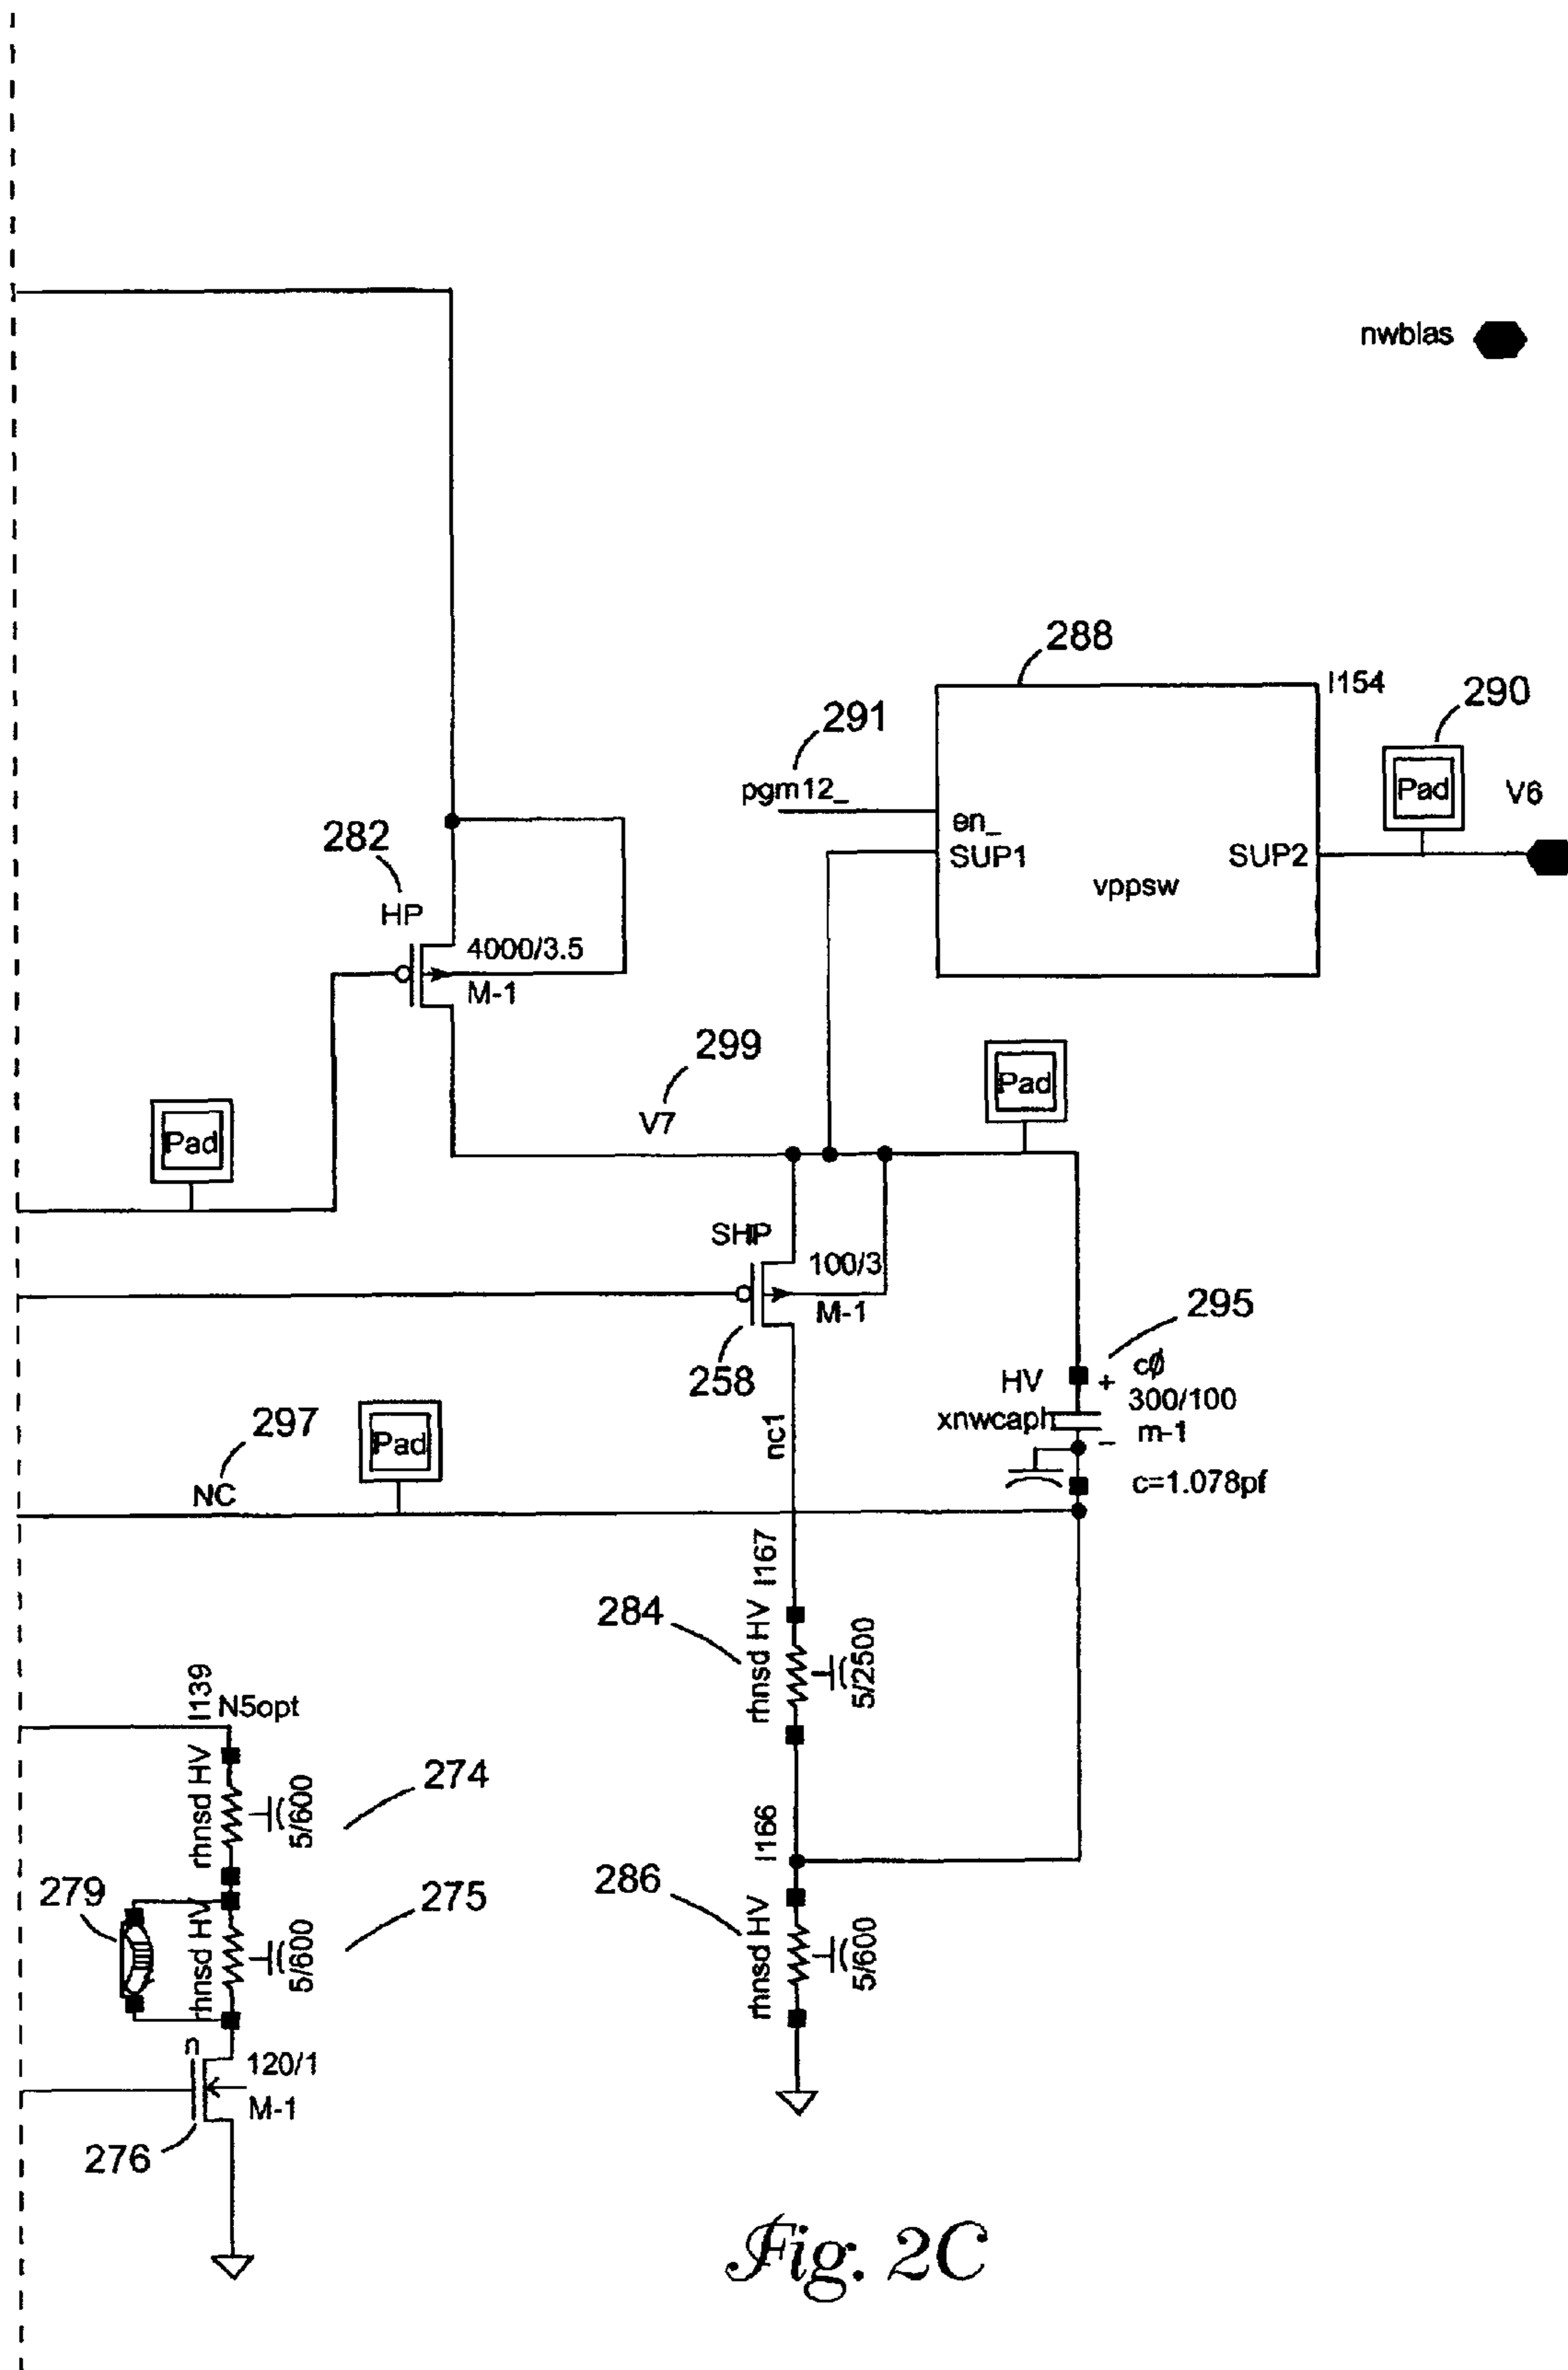 nwblas
288
I154
290
291
Pad
V6
pgm12_
en_
SUP1
SUP2
vppsw
282
HP
4000/3.5
M-1
299
V7
Pad
Pad
SHP
100/3
M-1
258
295
cø
HV
+
300/100
xnwcaph
m-1
−
c=1.078pf
nc1
297
Pad
NC
I167
284
rhnsd HV
5/2500
I139
N5opt
274
rhnsd HV
5/600
I166
286
rhnsd HV
5/600
279
275
rhnsd HV
5/600
n
120/1
M-1
276
Fig. 2C